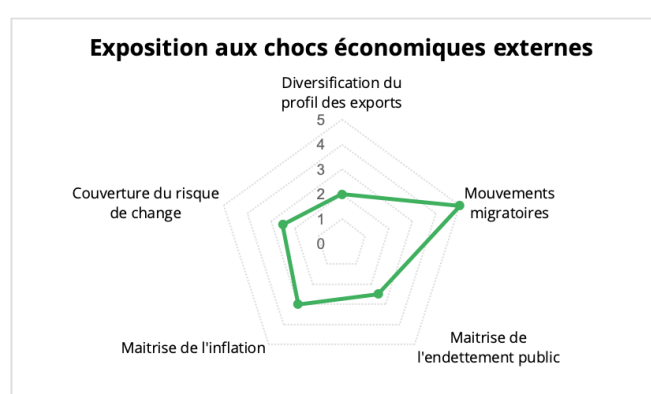 Exposition aux chocs économiques externes
Diversification du
profil des exports
5
4
3
2
1
0
Mouvements
migratoires
Couverture du risque
de change
Maitrise de l'inflation
Maitrise de
l'endettement public